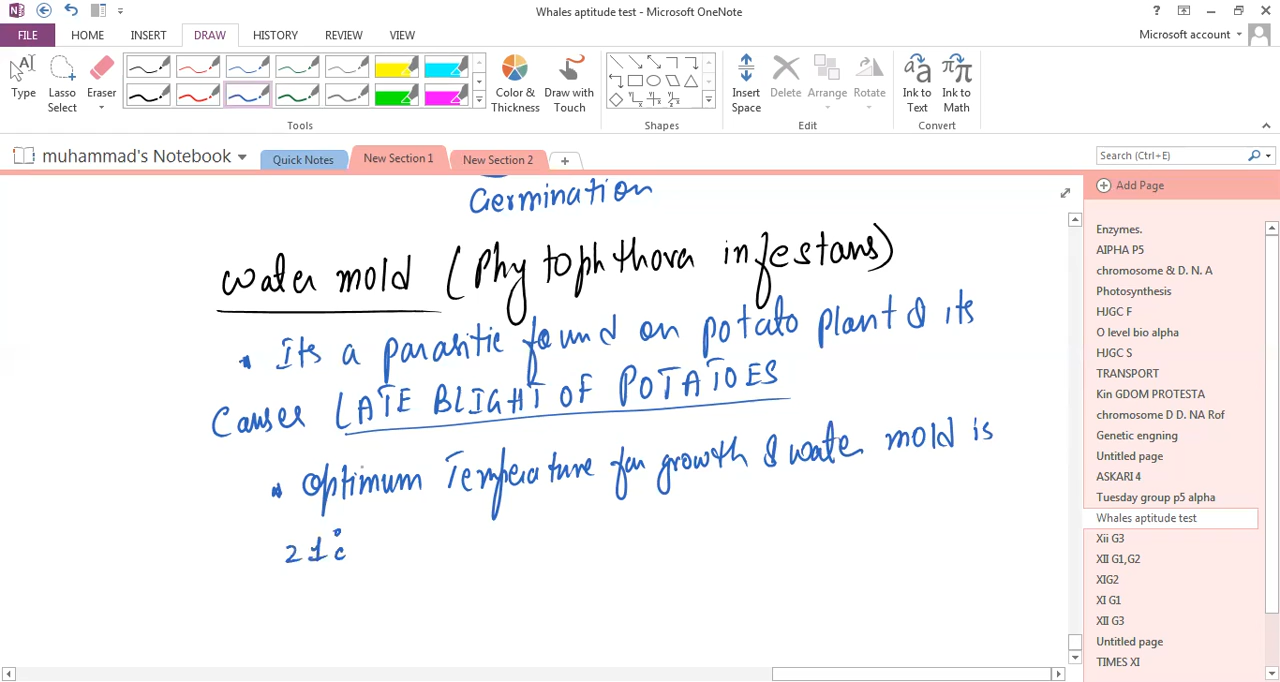 Whales aptitude test - Microsoft OneNote
FILE HOME INSERT DRAW HISTORY REVIEW VIEW
Microsoft account
Type
Lasso Select
Eraser
Color & Thickness
Draw with Touch
Insert Space
Delete
Arrange
Rotate
Ink to Text
Ink to Math
Tools
Shapes
Edit
Convert
muhammad's Notebook
Quick Notes
New Section 1
New Section 2
Search (Ctrl+E)
Germination
water mold (Phytophthora infestans)
• Its a parasitic found on potato plant & its
Causes LATE BLIGHT OF POTATOES
• Optimum Temperature for growth & water mold is
21°c
Add Page
Enzymes.
AlPHA P5
chromosome & D. N. A
Photosynthesis
HJGC F
O level bio alpha
HJGC S
TRANSPORT
Kin GDOM PROTESTA
chromosome D D. NA Rof
Genetic engning
Untitled page
ASKARI 4
Tuesday group p5 alpha
Whales aptitude test
Xii G3
XII G1,G2
XIG2
XI G1
XII G3
Untitled page
TIMES XI